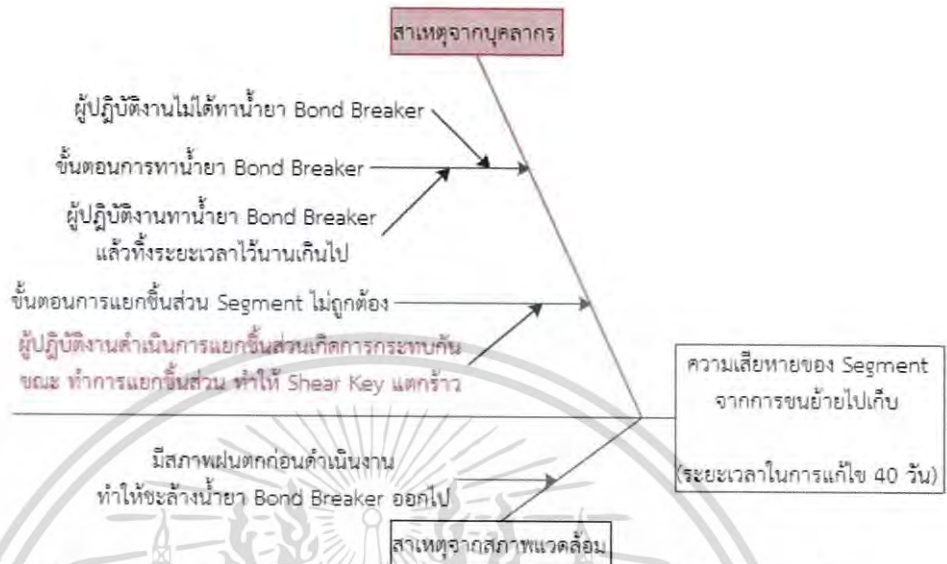 สาเหตุจากบุคลากร
ผู้ปฏิบัติงานไม่ได้ทาน้ำยา Bond Breaker
ขั้นตอนการทาน้ำยา Bond Breaker
ผู้ปฏิบัติงานทาน้ำยา Bond Breaker
แล้วทิ้งระยะเวลาไว้นานเกินไป
ขั้นตอนการแยกชิ้นส่วน Segment ไม่ถูกต้อง
ผู้ปฏิบัติงานดำเนินการแยกชิ้นส่วนเกิดการกระทบกัน
ขณะ ทำการแยกชิ้นส่วน ทำให้ Shear Key แตกร้าว
ความเสียหายของ Segment
จากการขนย้ายไปเก็บ
(ระยะเวลาในการแก้ไข 40 วัน)
มีสภาพฝนตกก่อนดำเนินงาน
ทำให้ชะล้างน้ำยา Bond Breaker ออกไป
สาเหตุจากสภาพแวดล้อม